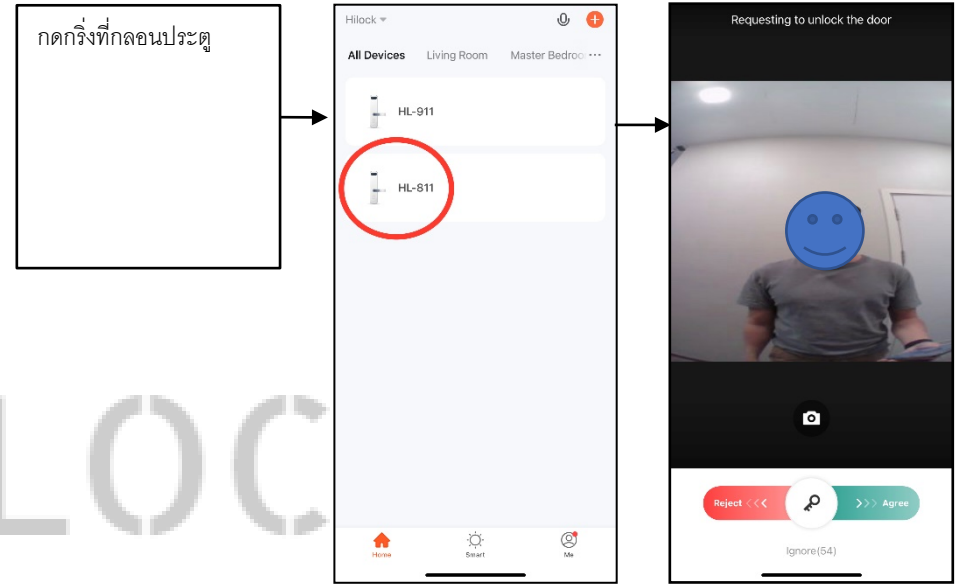 กดกริ่งที่กลอนประตู
Hilock
All Devices Living Room Master Bedroo ...
HL-911
HL-811
Home Smart Me
Requesting to unlock the door
Reject <<< >>> Agree
Ignore(54)
LOC